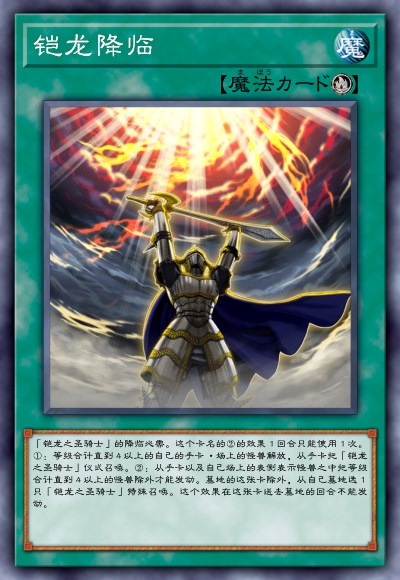 铠龙降临
魔
【魔法カード】
まほう
「铠龙之圣骑士」的降临必需。这个卡名的②的效果1回合只能使用1次。
①：等级合计直到4以上的自己的手卡·场上的怪兽解放，从手卡把「铠龙
之圣骑士」仪式召唤。②：从手卡以及自己场上的表侧表示怪兽之中把等级
合计直到4以上的怪兽除外才能发动。墓地的这张卡除外，从自己墓地选1
只「铠龙之圣骑士」特殊召唤。这个效果在这张卡送去墓地的回合不能发
动。